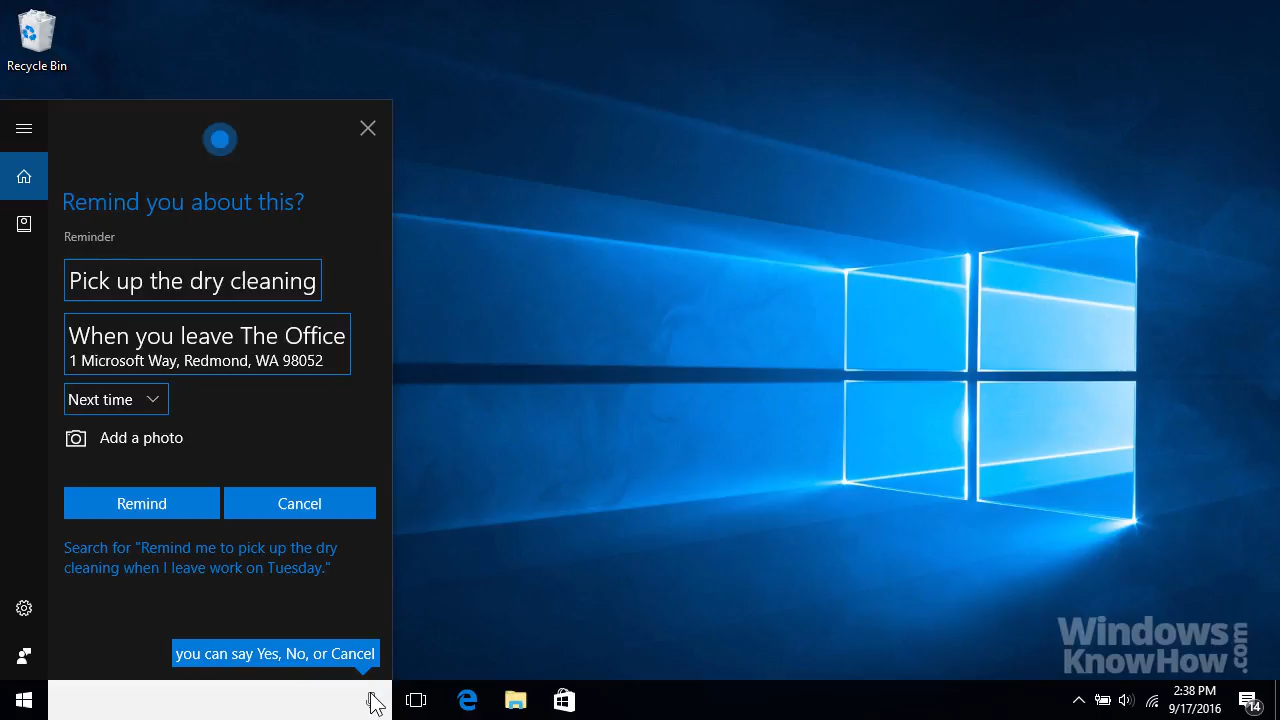 Recycle Bin
Remind you about this?
Reminder
Pick up the dry cleaning
When you leave The Office
1 Microsoft Way, Redmond, WA 98052
Next time
Add a photo
Remind
Cancel
Search for "Remind me to pick up the dry
cleaning when I leave work on Tuesday."
you can say Yes, No, or Cancel
Windows
KnowHow.com
2:38 PM
9/17/2016
14